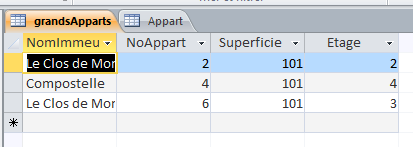 grandsApparts Appart
NomImmeu NoAppart Superficie Etage
Le Clos de Mor 2 101 2
Compostelle 4 101 4
Le Clos de Mor 6 101 3